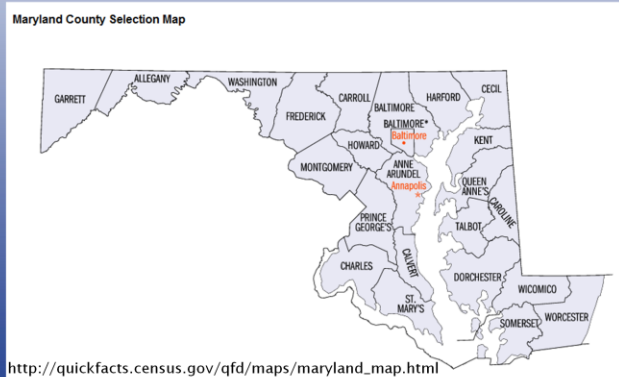 Maryland County Selection Map
GARRETT
ALLEGANY
WASHINGTON
FREDERICK
CARROLL
BALTIMORE
HARFORD
CECIL
BALTIMORE*
Baltimore
HOWARD
KENT
MONTGOMERY
ANNE
ARUNDEL
Annapolis
QUEEN
ANNE'S
CAROLINE
PRINCE
GEORGE'S
TALBOT
CALVERT
CHARLES
DORCHESTER
WICOMICO
ST.
MARY'S
SOMERSET
WORCESTER
http://quickfacts.census.gov/qfd/maps/maryland_map.html